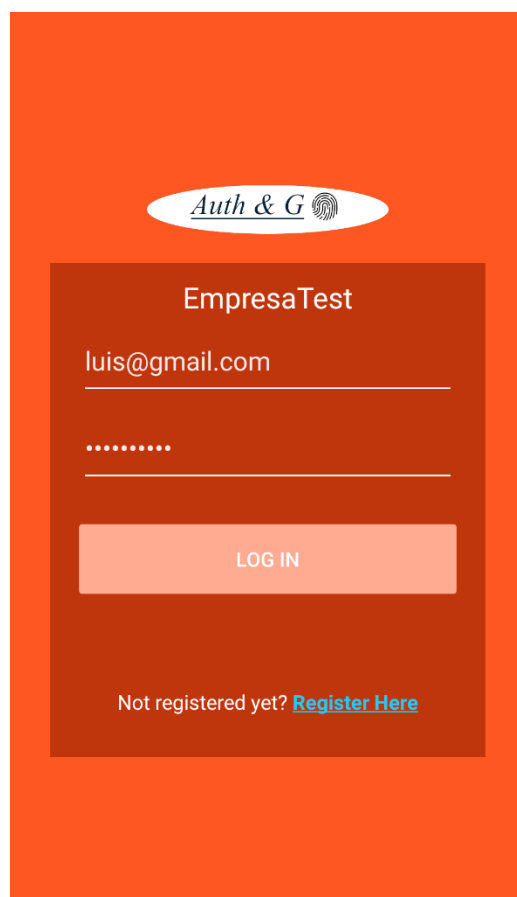 Auth & G
EmpresaTest
luis@gmail.com
••••••••••
LOG IN
Not registered yet? Register Here